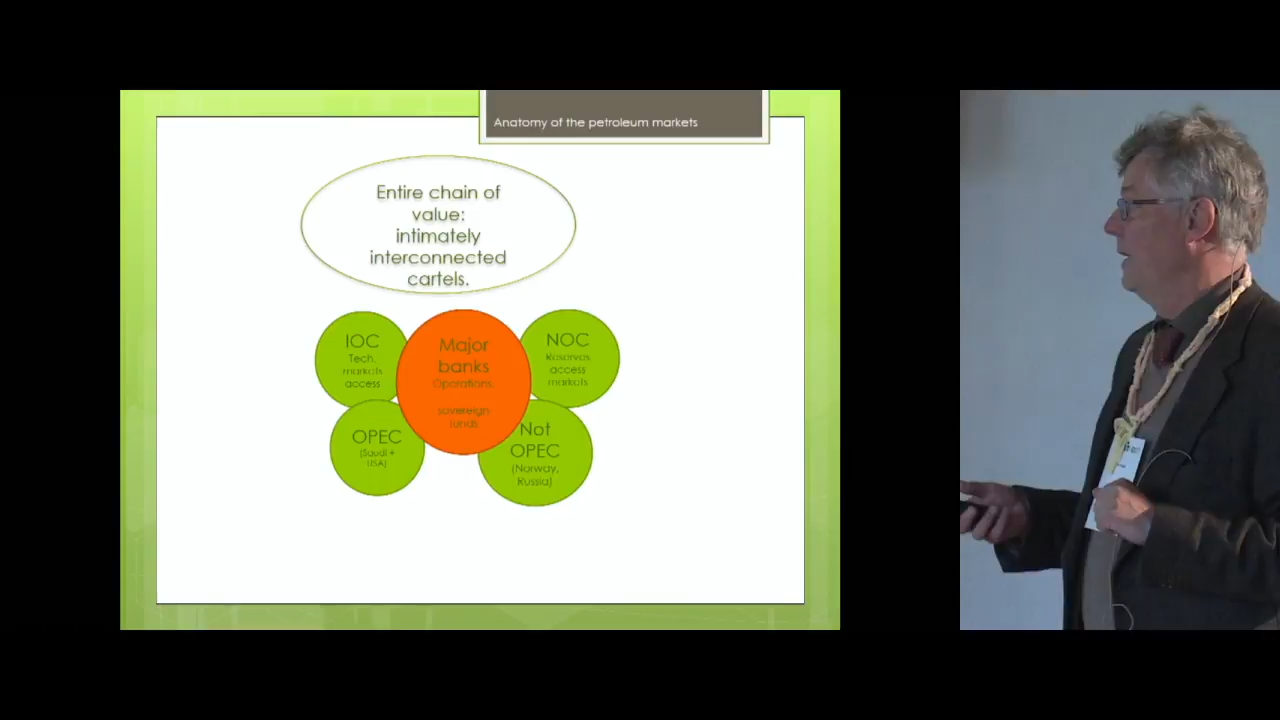 Anatomy of the petroleum markets
Entire chain of
value:
intimately
interconnected
cartels.
IOC
Tech.
markets
access
Major
banks
Operations,
sovereign
funds
NOC
Reserves
access
markets
OPEC
(Saudi +
USA)
Not
OPEC
(Norway,
Russia)